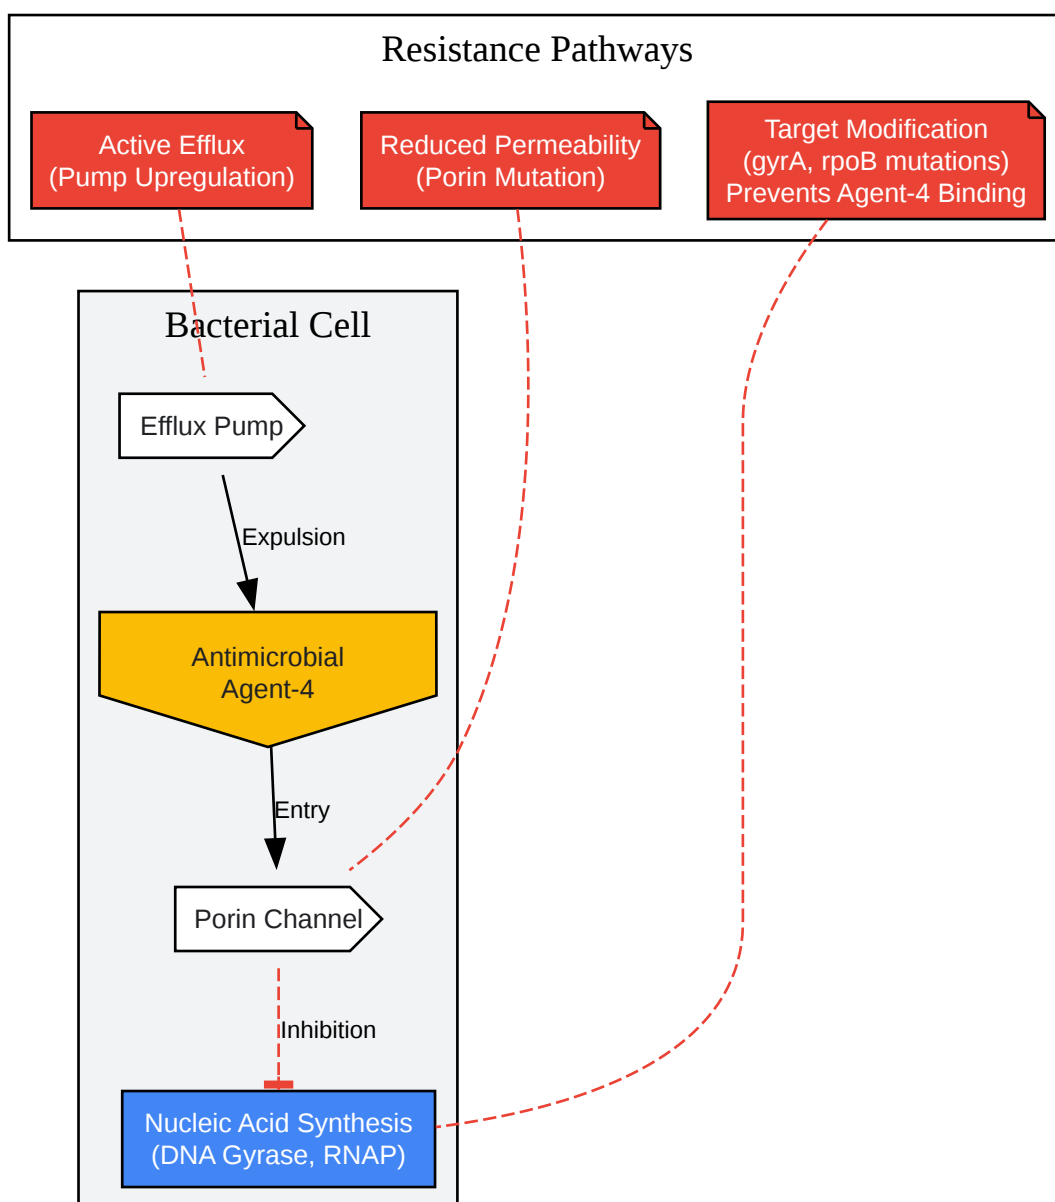 Resistance Pathways
Active Efflux
(Pump Upregulation)
Reduced Permeability
(Porin Mutation)
Target Modification
(gyrA, rpoB mutations)
Prevents Agent-4 Binding
Bacterial Cell
Efflux Pump
Expulsion
Antimicrobial
Agent-4
Entry
Porin Channel
Inhibition
Nucleic Acid Synthesis
(DNA Gyrase, RNAP)